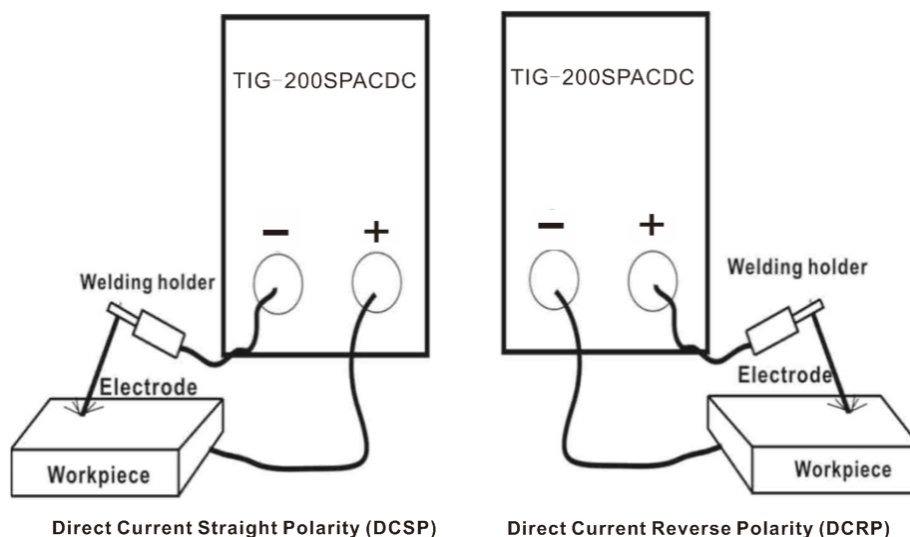 TIG-200SPACDC
− +
Welding holder
Electrode
Workpiece
Direct Current Straight Polarity (DCSP)
TIG-200SPACDC
− +
Welding holder
Electrode
Workpiece
Direct Current Reverse Polarity (DCRP)